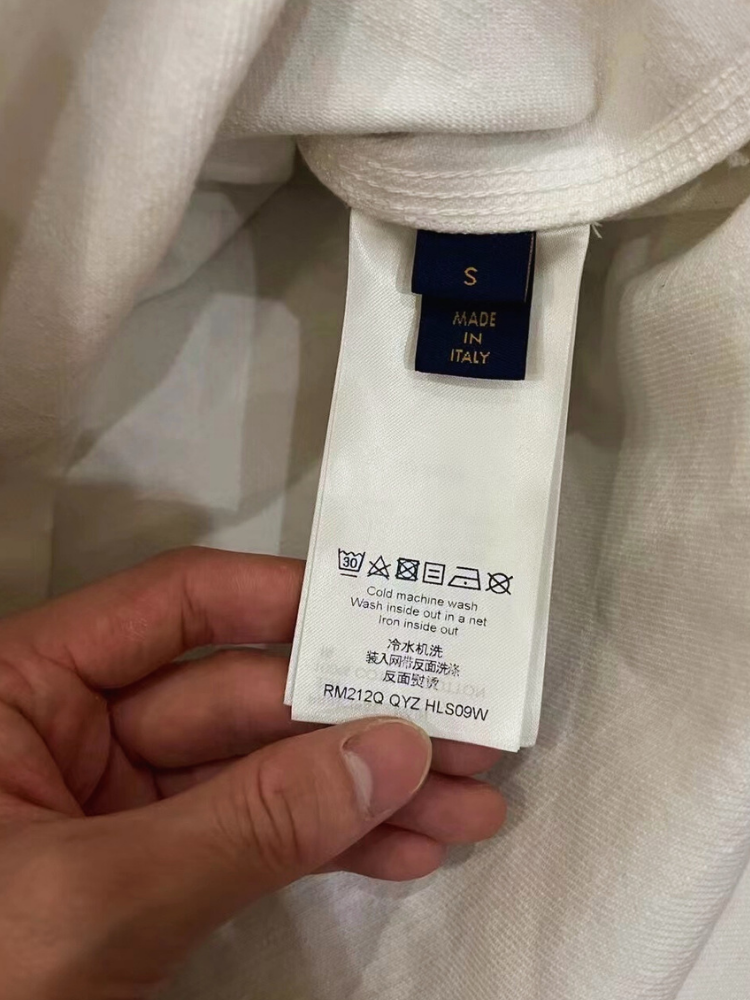 S
MADE
IN
ITALY
30
Cold machine wash
Wash inside out in a net
Iron inside out
冷水机洗
装入网带反面洗涤
反面熨烫
RM212Q QYZ HLS09W